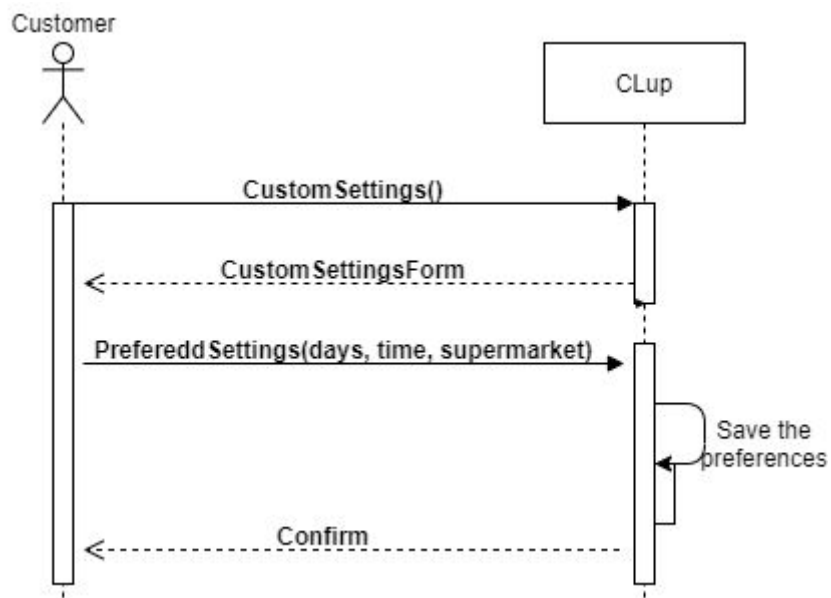 Customer
CLup
CustomSettings()
CustomSettingsForm
PrefereddSettings(days, time, supermarket)
Save the
preferences
Confirm